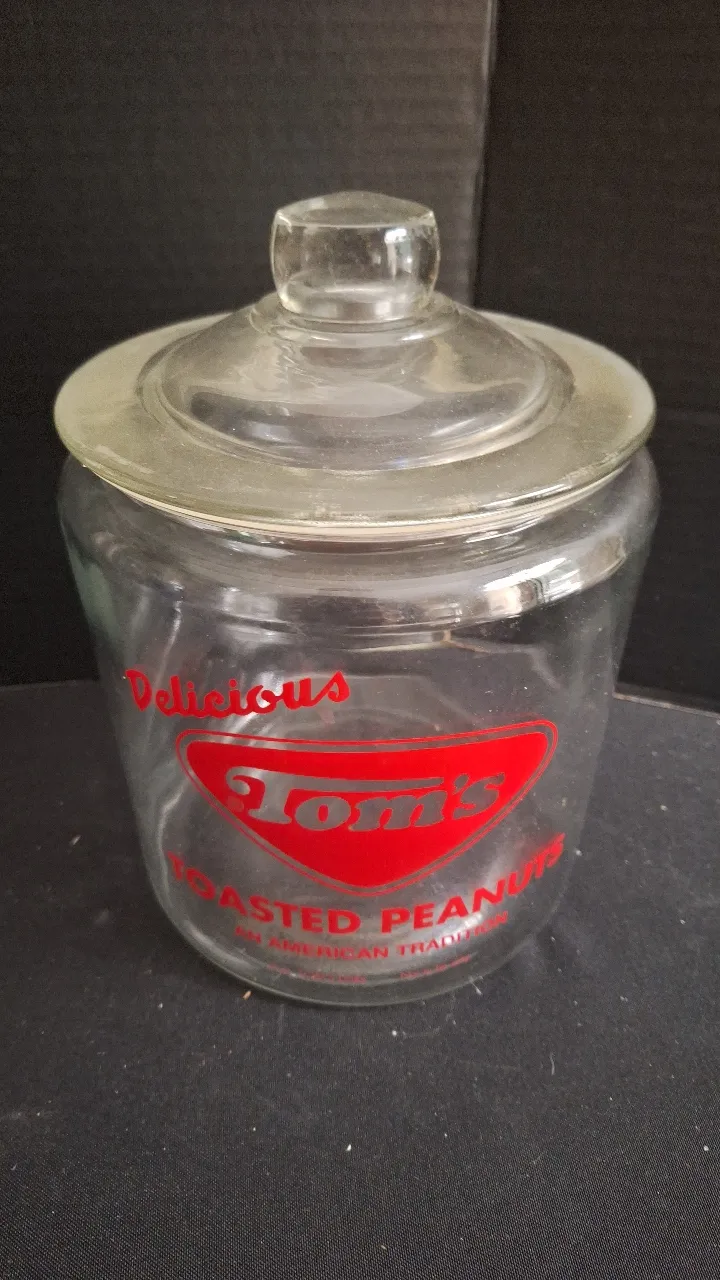 Delicious
Tom's
TOASTED PEANUTS
AN AMERICAN TRADITION